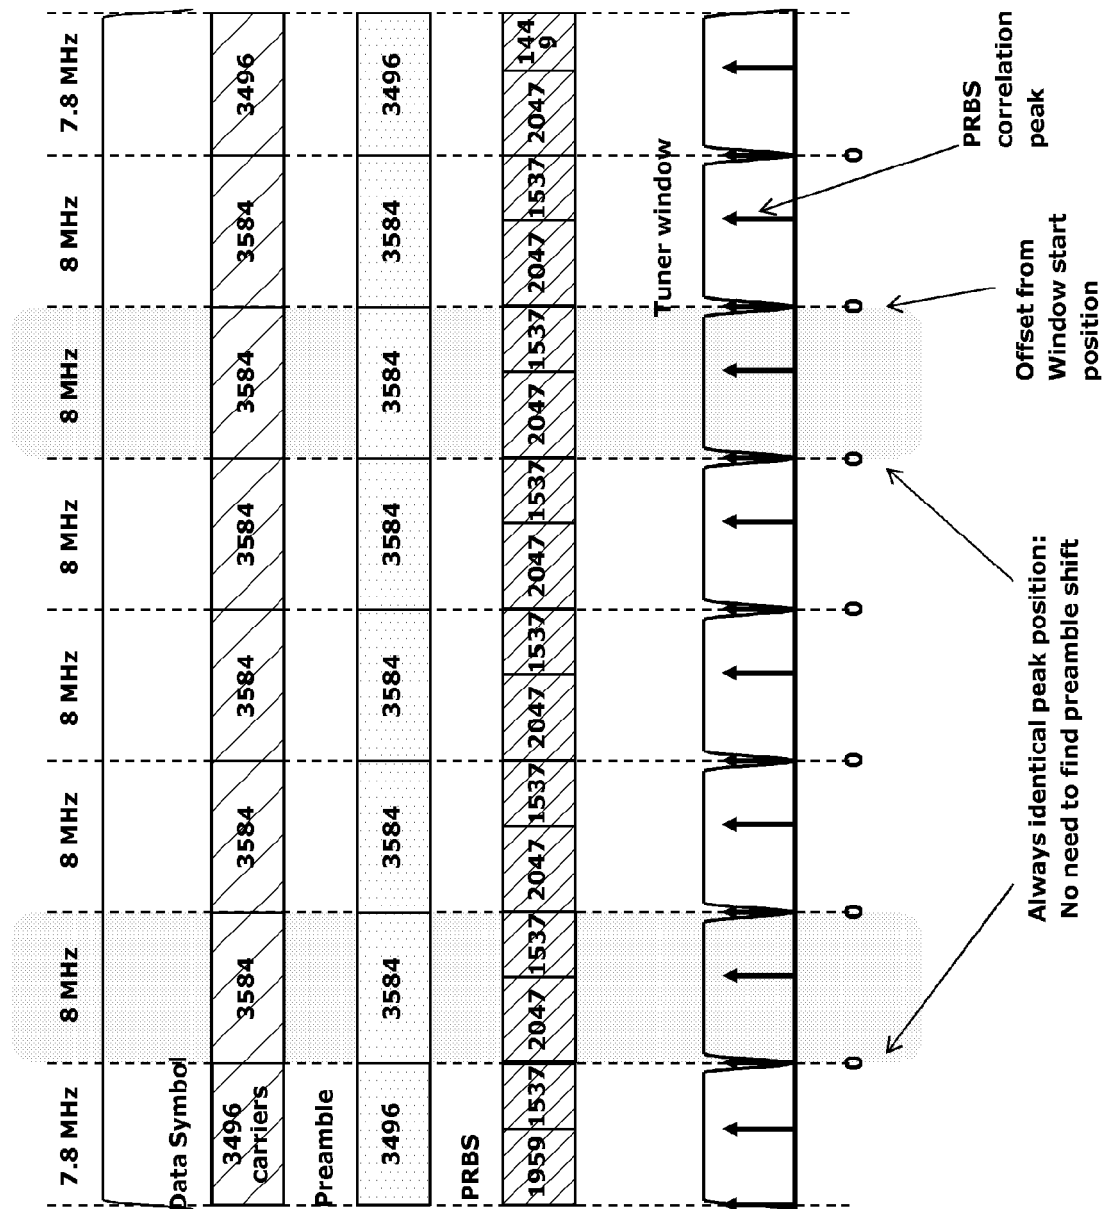 7.8 MHz
8 MHz
8 MHz
8 MHz
8 MHz
8 MHz
8 MHz
7.8 MHz
Data Symbol
3496
carriers
3584
3584
3584
3584
3584
3584
3496
Preamble
3496
3584
3584
3584
3584
3584
3584
3496
PRBS
1959
1537
2047
1537
2047
1537
2047
1537
2047
1537
2047
1537
2047
1537
2047
144
9
Tuner window
0
0
0
0
0
0
0
PRBS
correlation
peak
Offset from
Window start
position
Always identical peak position:
No need to find preamble shift